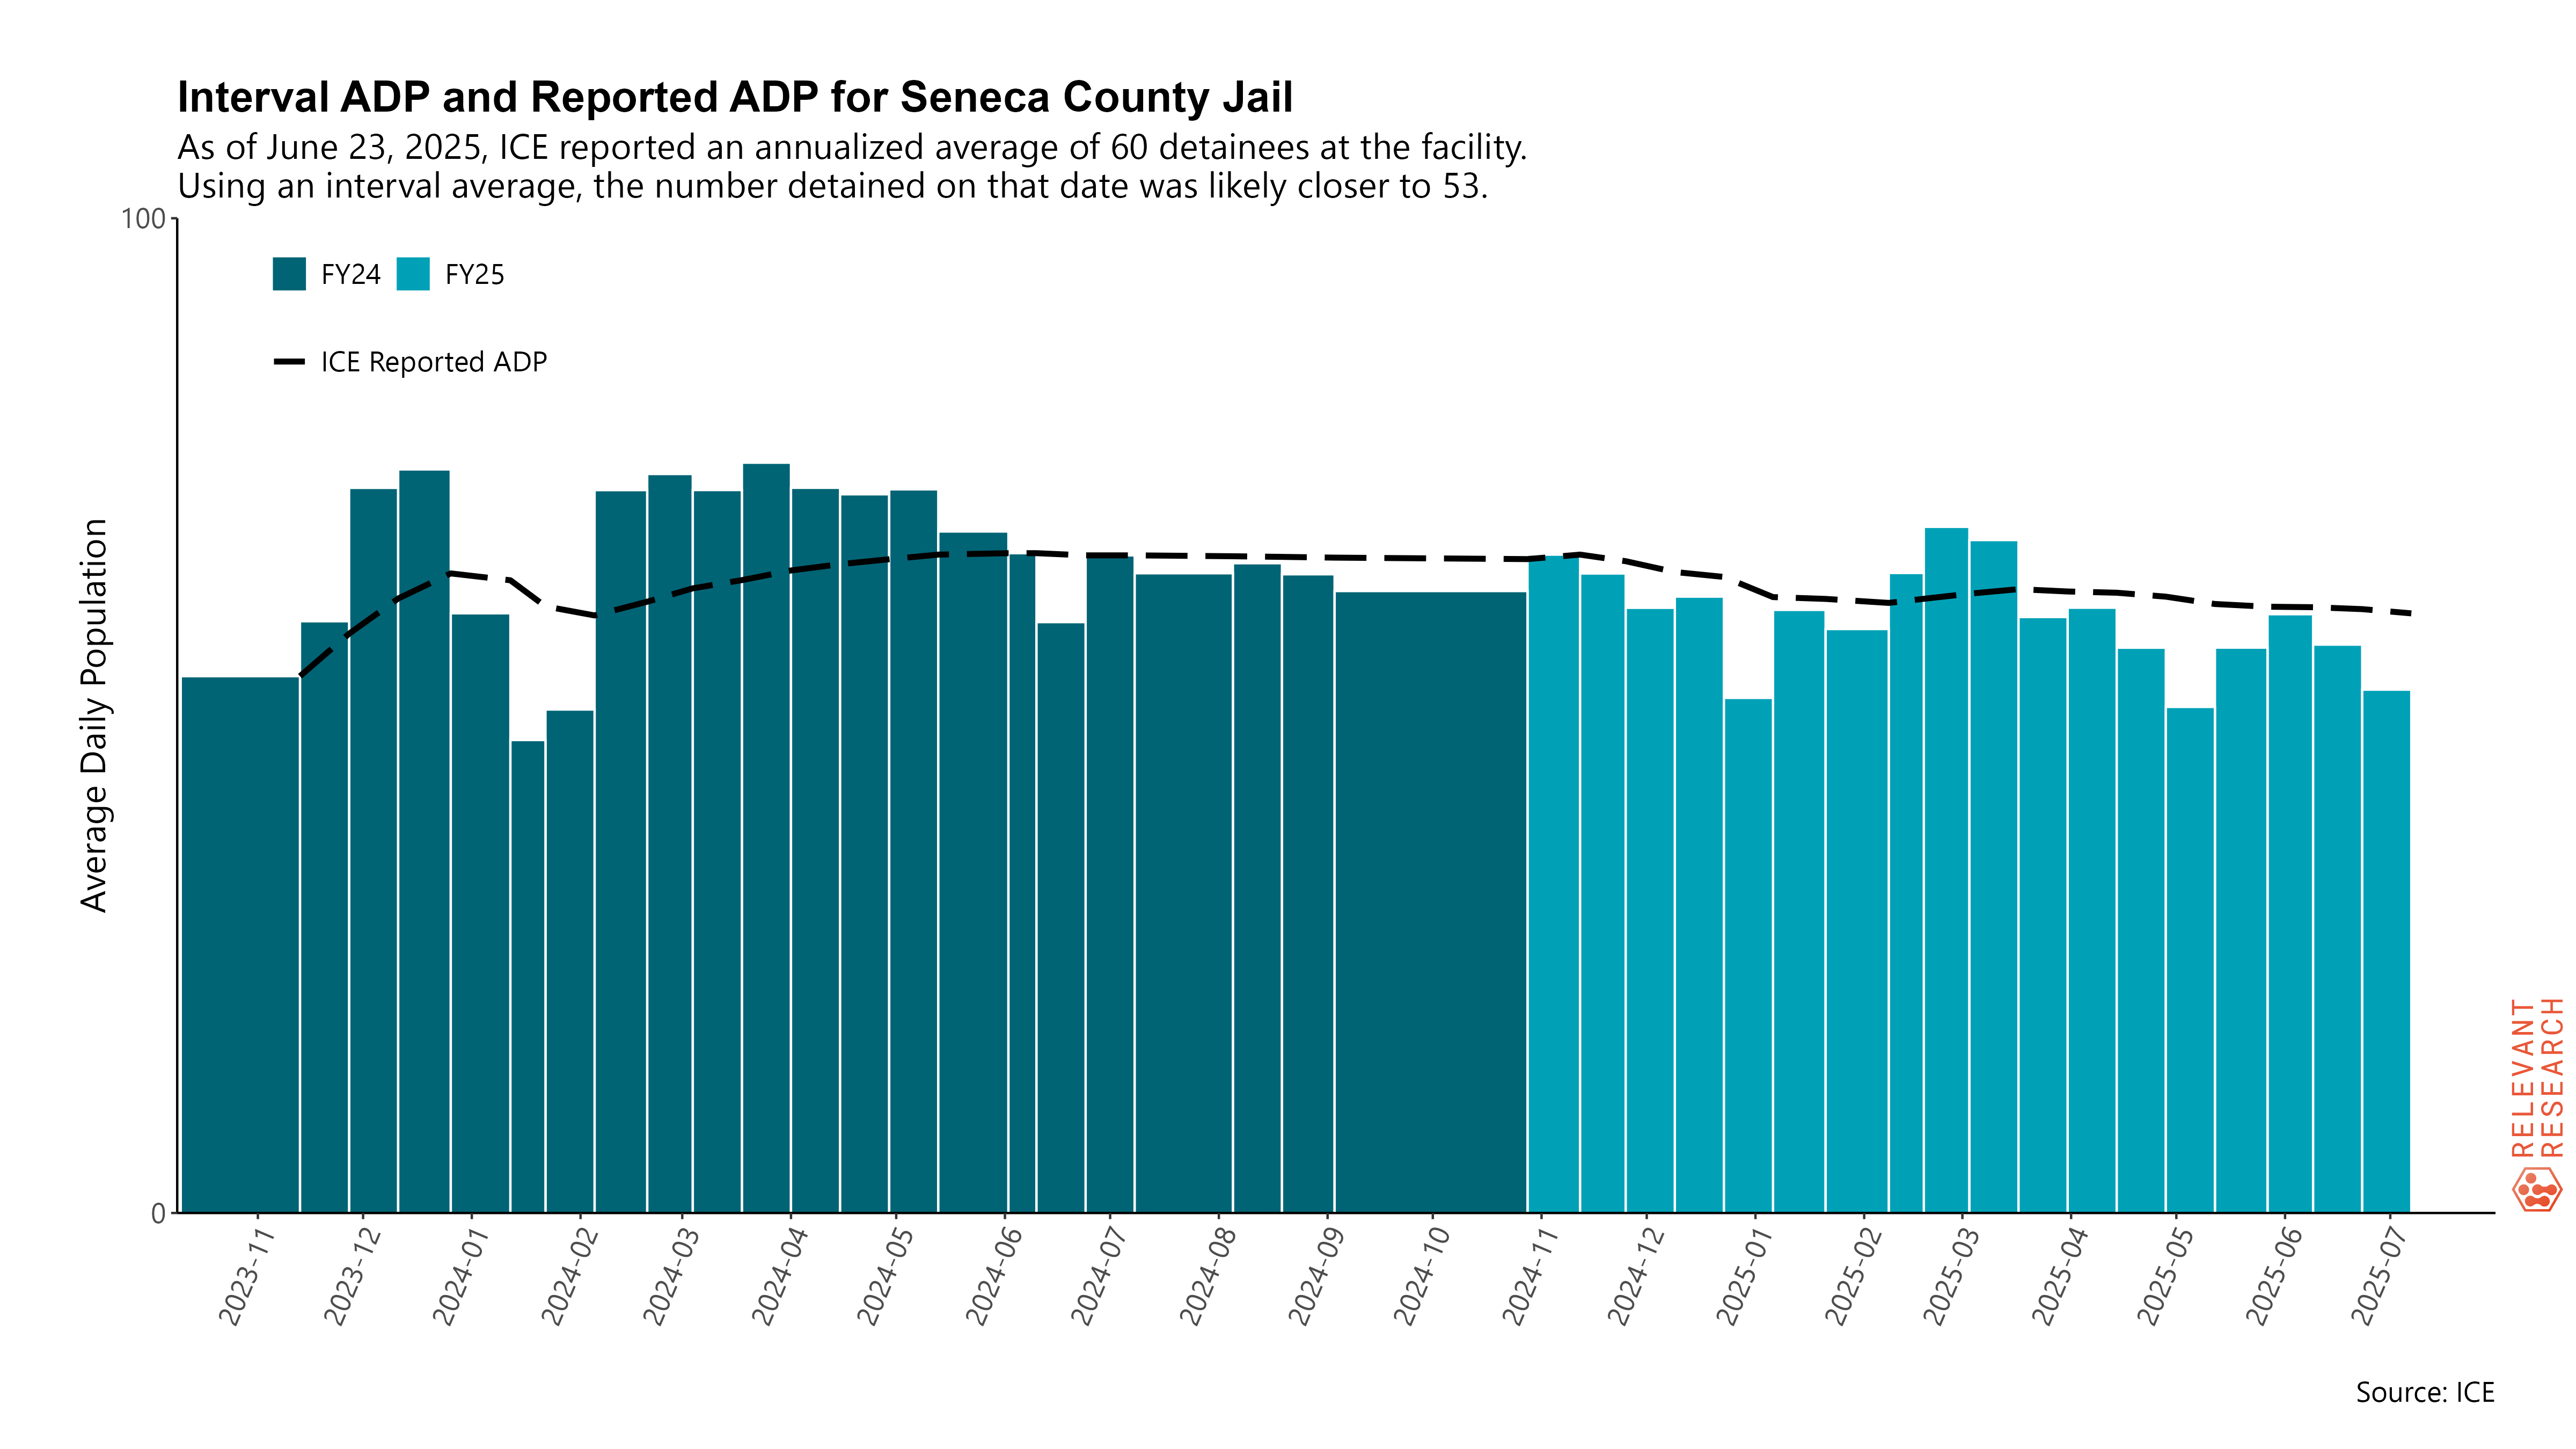 Interval ADP and Reported ADP for Seneca County Jail
As of June 23, 2025, ICE reported an annualized average of 60 detainees at the facility.
Using an interval average, the number detained on that date was likely closer to 53.
100
FY24 FY25
ICE Reported ADP
Average Daily Population
0
2023-11
2023-12
2024-01
2024-02
2024-03
2024-04
2024-05
2024-06
2024-07
2024-08
2024-09
2024-10
2024-11
2024-12
2025-01
2025-02
2025-03
2025-04
2025-05
2025-06
2025-07
RELEVANT
RESEARCH
Source: ICE